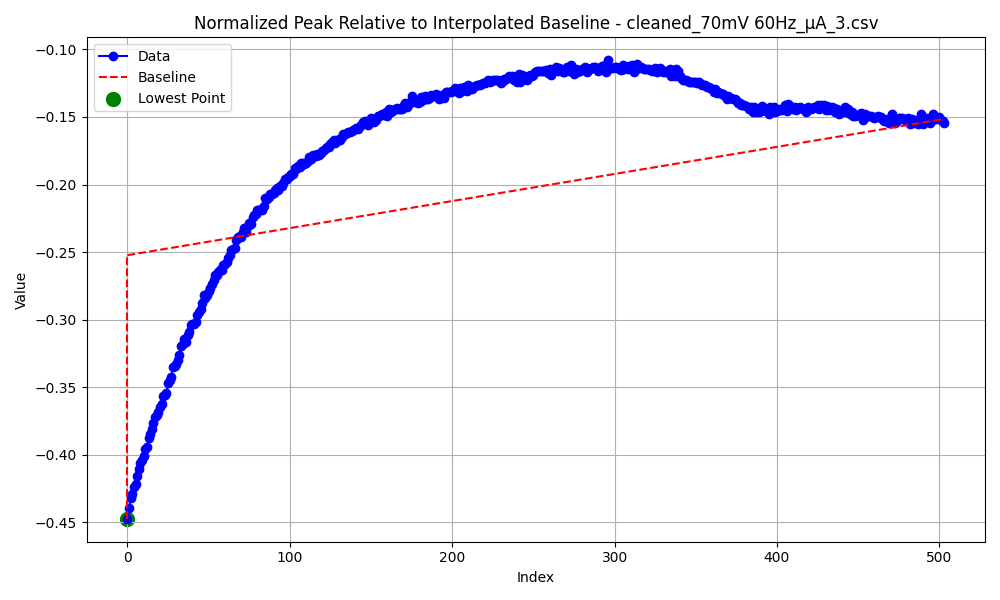 Normalized Peak Relative to Interpolated Baseline - cleaned_70mV 60Hz_μA_3.csv
Data
Baseline
Lowest Point
−0.10
−0.15
−0.20
−0.25
−0.30
−0.35
−0.40
−0.45
Value
0 100 200 300 400 500
Index